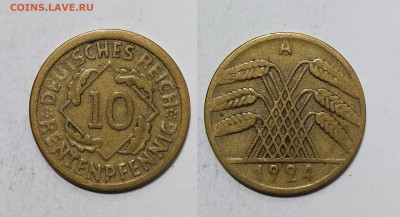 COINS.LAVE.RU
DEUTSCHES REICH
10
RENTENPFENNIG
A
1924